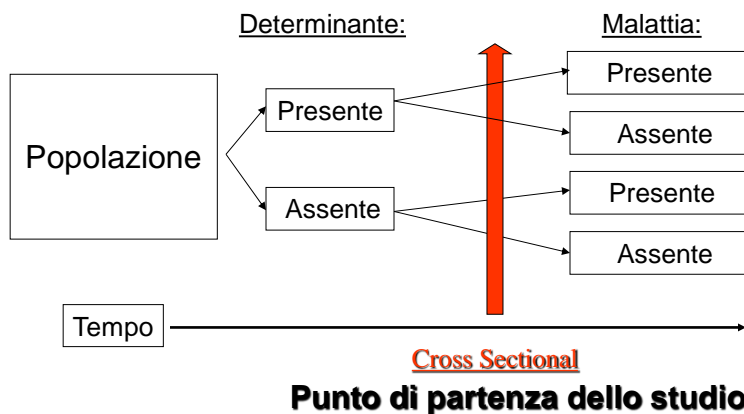 Determinante:
Malattia:
Popolazione
Presente
Assente
Presente
Assente
Presente
Assente
Tempo
Cross Sectional
Punto di partenza dello studio